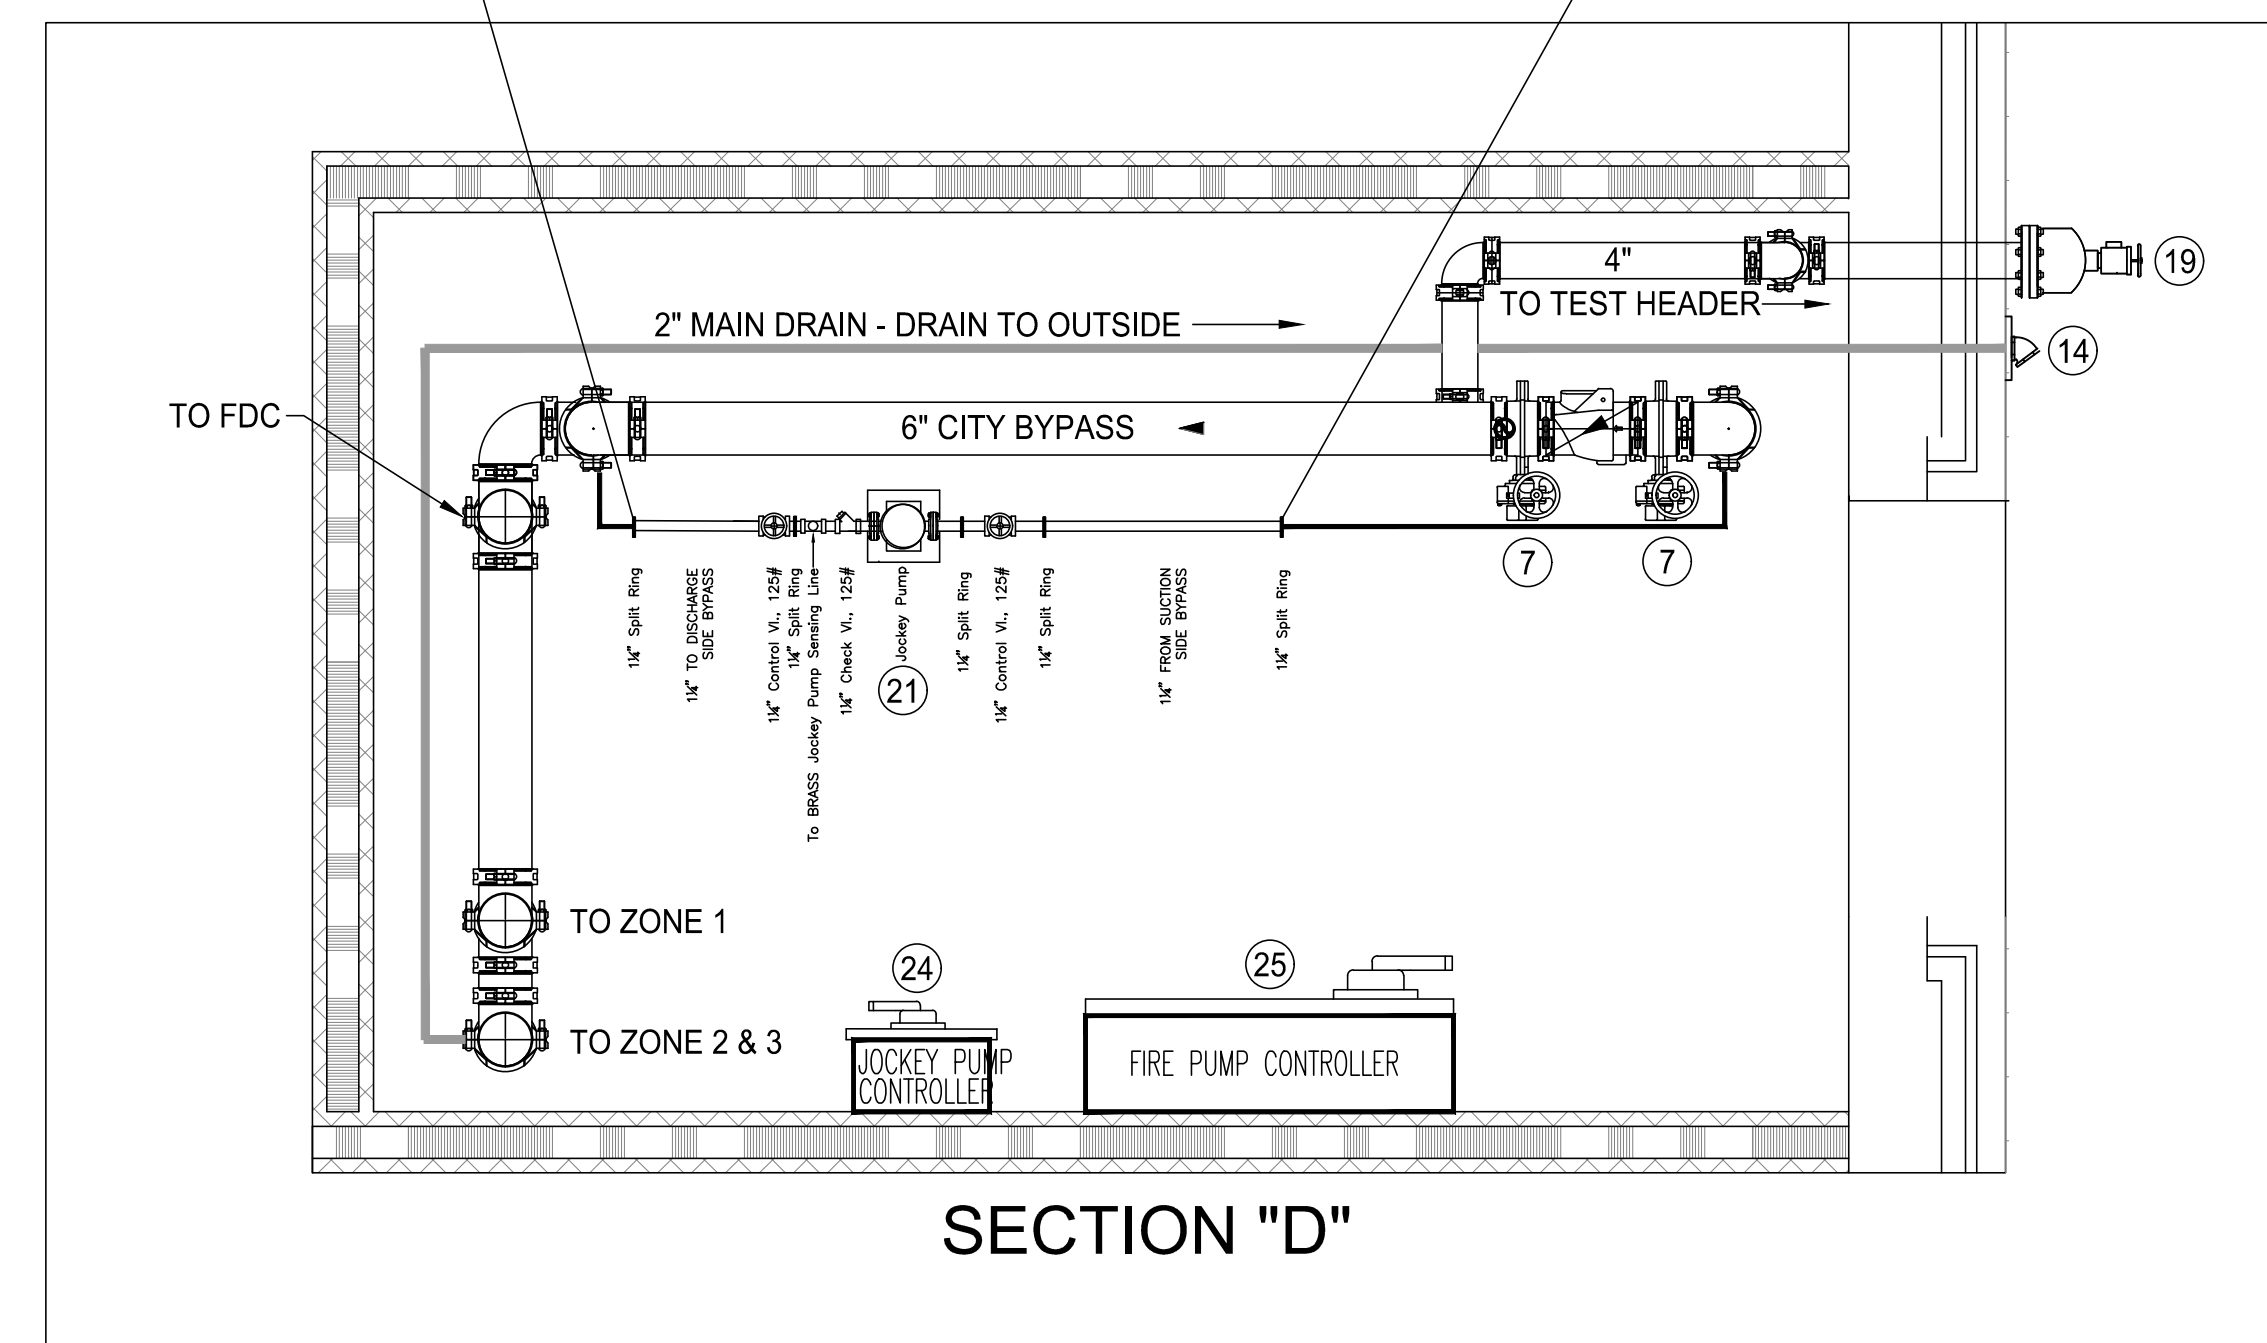 4"
19
TO TEST HEADER
2" MAIN DRAIN - DRAIN TO OUTSIDE
14
TO FDC
6" CITY BYPASS
7
7
1¼" Split Ring
1¼" TO DISCHARGE
SIDE BYPASS
1¼" Control Vl., 125#
1¼" Split Ring
To BRASS Jockey Pump Sensing Line
1¼" Check Vl., 125#
Jockey Pump
21
1¼" Split Ring
1¼" Control Vl., 125#
1¼" Split Ring
1¼" FROM SUCTION
SIDE BYPASS
1¼" Split Ring
TO ZONE 1
24
25
TO ZONE 2 & 3
JOCKEY PUMP
CONTROLLER
FIRE PUMP CONTROLLER
SECTION "D"